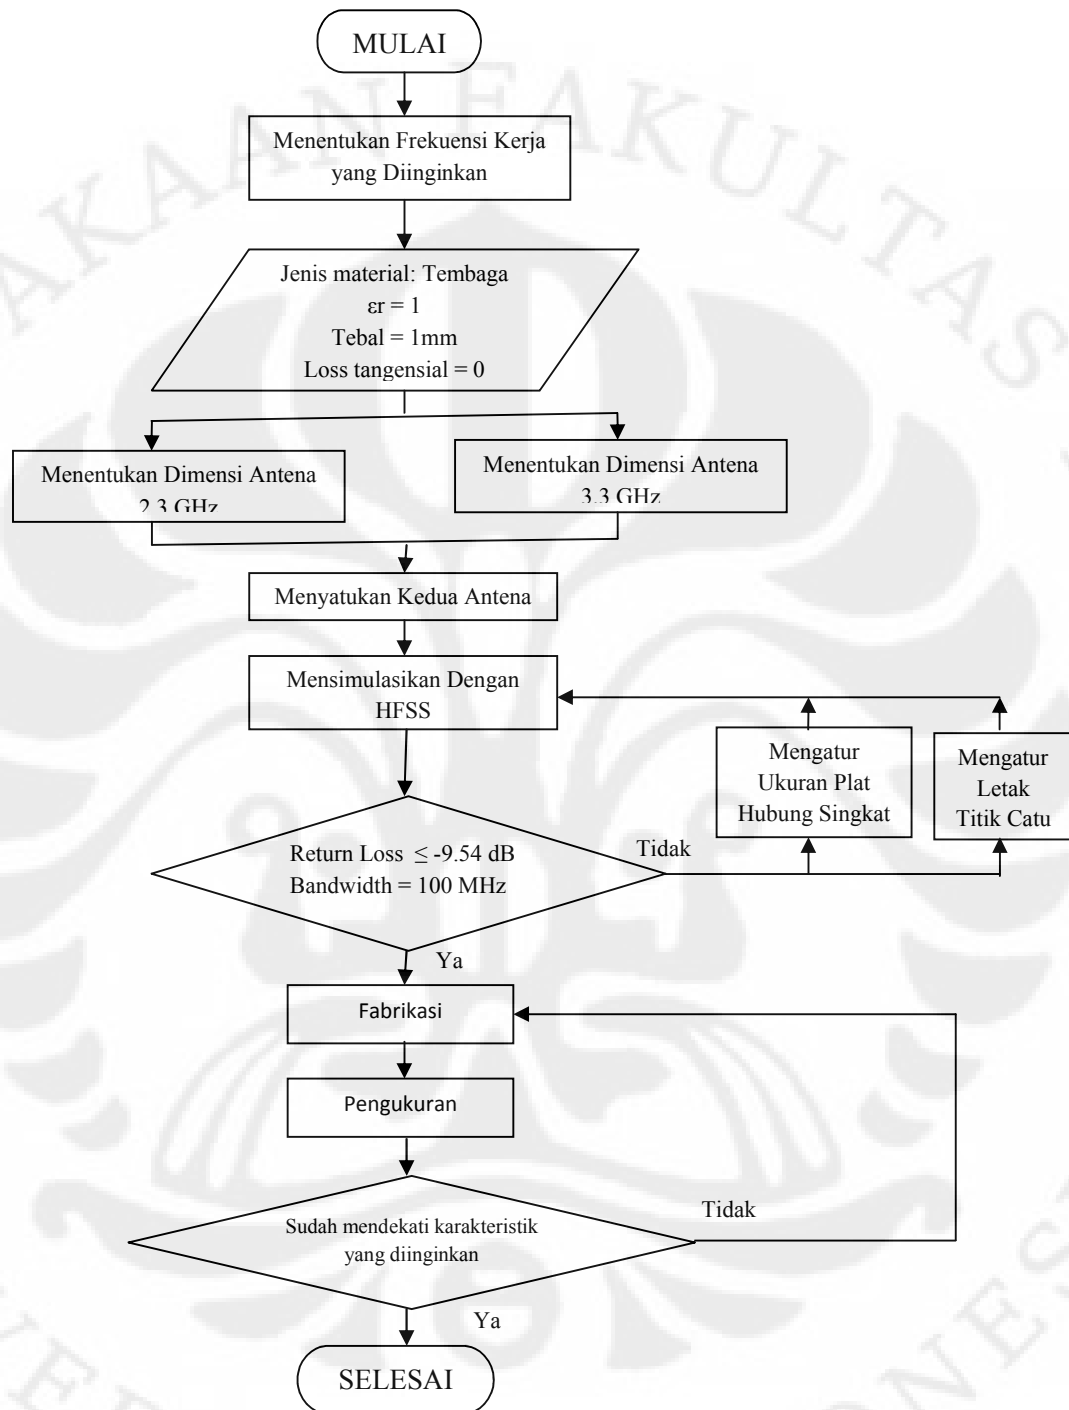 MULAI
Menentukan Frekuensi Kerja
yang Diinginkan
Jenis material: Tembaga
εr = 1
Tebal = 1mm
Loss tangensial = 0
Menentukan Dimensi Antena
2.3 GHz
Menentukan Dimensi Antena
3.3 GHz
Menyatukan Kedua Antena
Mensimulasikan Dengan
HFSS
Mengatur
Ukuran Plat
Hubung Singkat
Mengatur
Letak
Titik Catu
Return Loss ≤ -9.54 dB
Bandwidth = 100 MHz
Tidak
Ya
Fabrikasi
Pengukuran
Sudah mendekati karakteristik
yang diinginkan
Tidak
Ya
SELESAI
AKAAN FAKULTAS